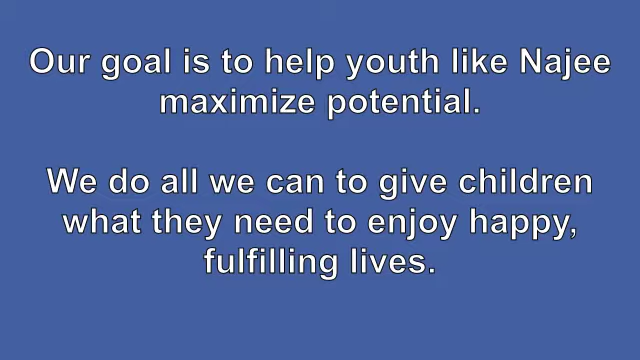 Our goal is to help youth like Najee
maximize potential.
We do all we can to give children
what they need to enjoy happy,
fulfilling lives.